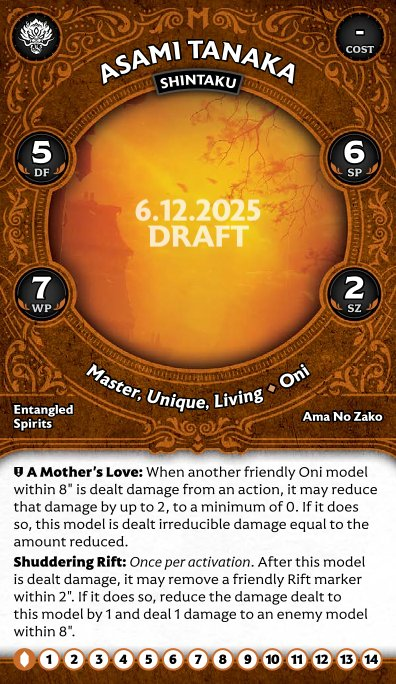 M
ASAMI TANAKA
SHINTAKU
-
COST
5
DF
6
SP
6.12.2025
DRAFT
7
WP
2
SZ
Master, Unique, Living ◆ Oni
Entangled
Spirits
Ama No Zako
A Mother's Love: When another friendly Oni model
within 8" is dealt damage from an action, it may reduce
that damage by up to 2, to a minimum of 0. If it does
so, this model is dealt irreducible damage equal to the
amount reduced.
Shuddering Rift: Once per activation. After this model
is dealt damage, it may remove a friendly Rift marker
within 2". If it does so, reduce the damage dealt to
this model by 1 and deal 1 damage to an enemy model
within 8".
1 2 3 4 5 6 7 8 9 10 11 12 13 14